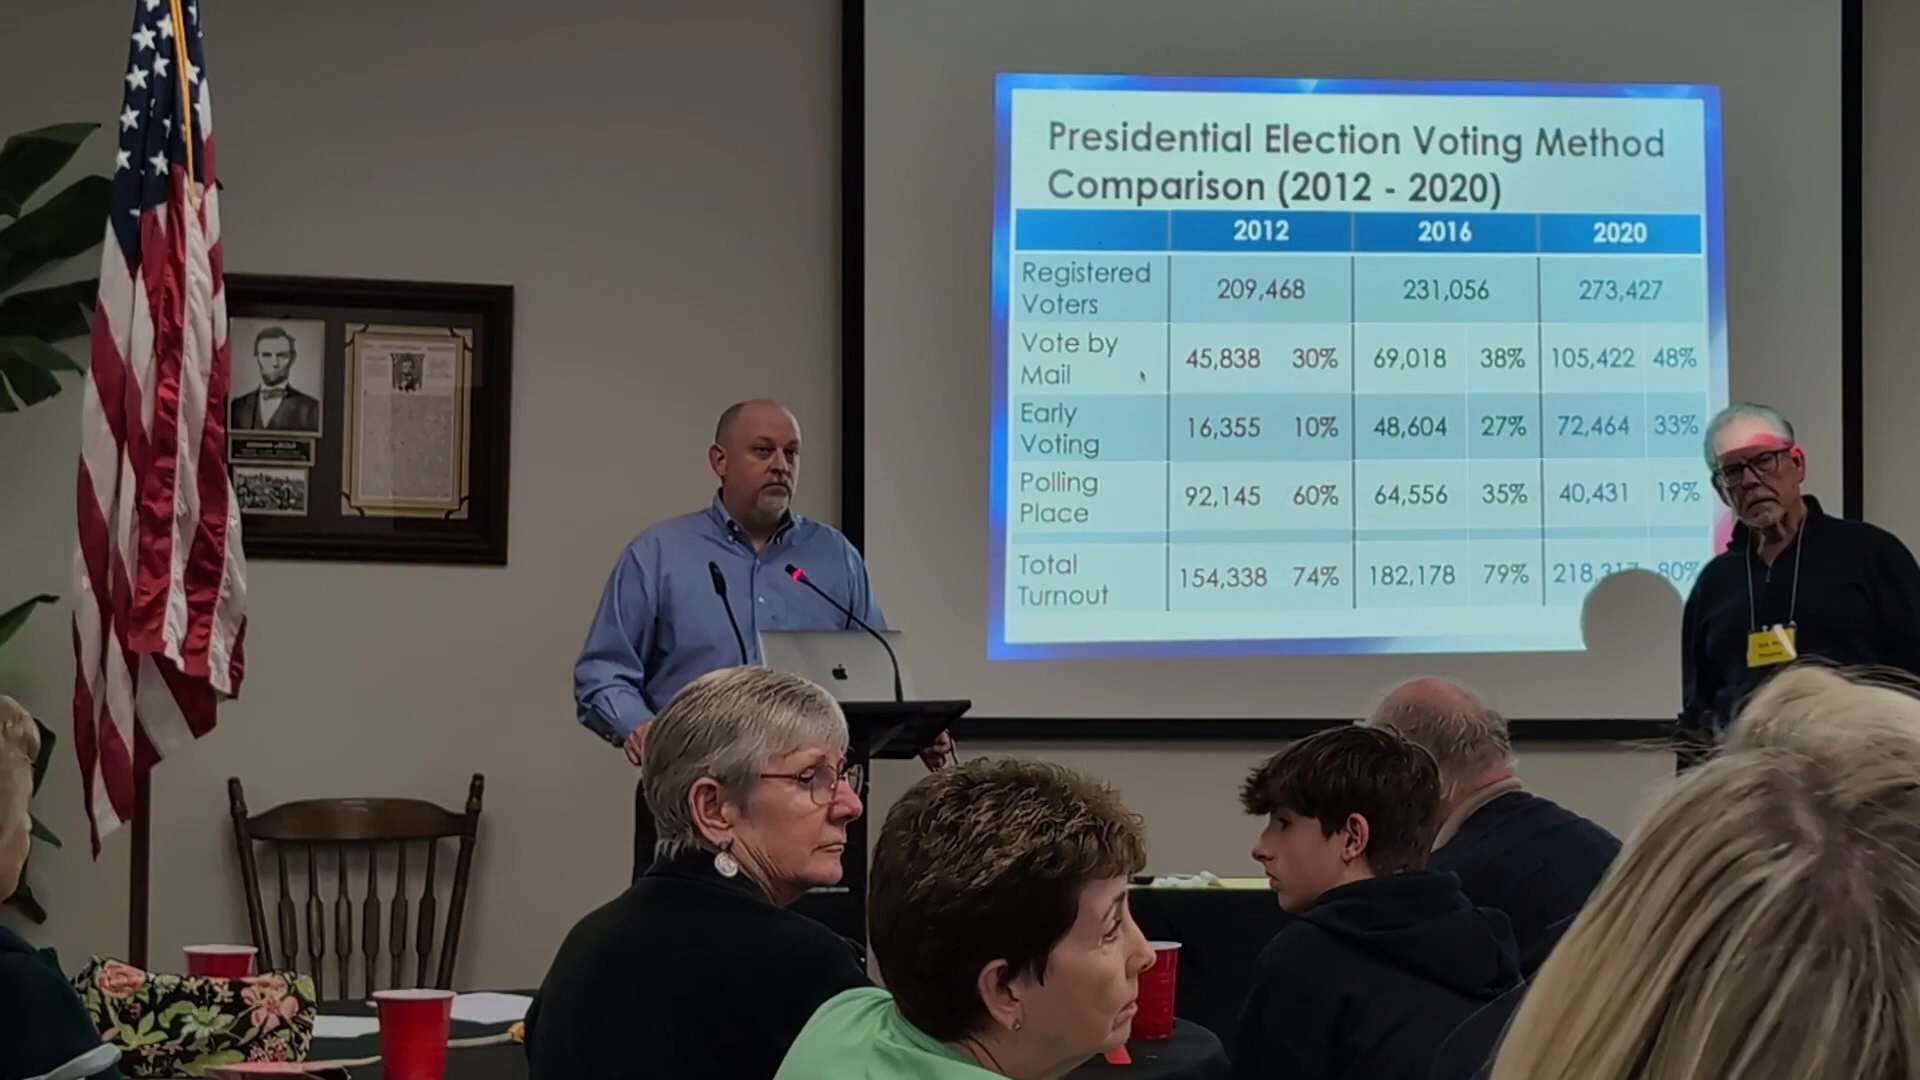 Presidential Election Voting Method
Comparison (2012 - 2020)
2012 2016 2020
Registered
Voters
209,468 231,056 273,427
Vote by
Mail
45,838 30% 69,018 38% 105,422 48%
Early
Voting
16,355 10% 48,604 27% 72,464 33%
Polling
Place
92,145 60% 64,556 35% 40,431 19%
Total
Turnout
154,338 74% 182,178 79% 218,317 80%